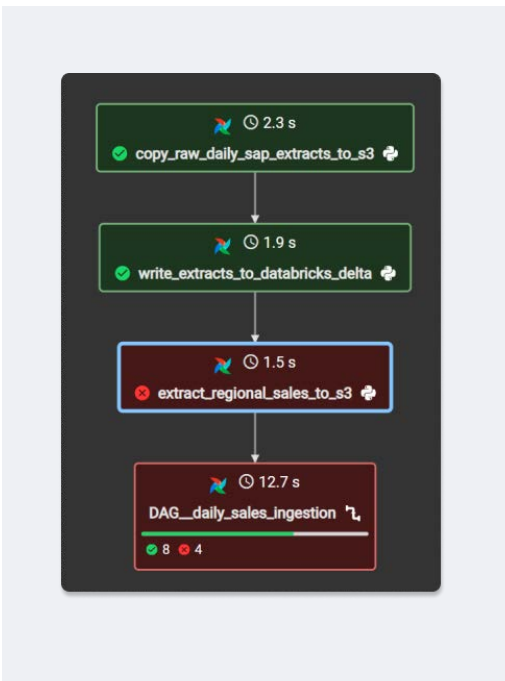 2.3 s
copy_raw_daily_sap_extracts_to_s3
1.9 s
write_extracts_to_databricks_delta
1.5 s
extract_regional_sales_to_s3
12.7 s
DAG__daily_sales_ingestion
8 4